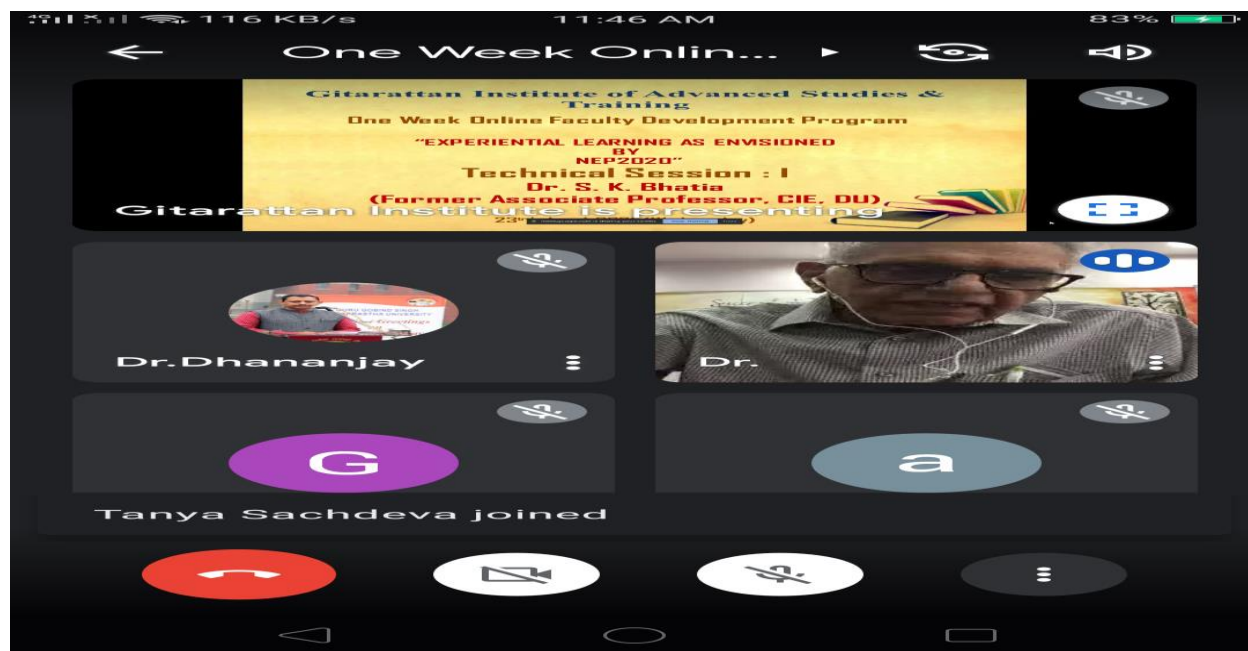 4G 116 KB/s 11:46 AM 83%
One Week Onlin...
Gitarattan Institute of Advanced Studies &
Training
One Week Online Faculty Development Program
"EXPERIENTIAL LEARNING AS ENVISIONED
BY
NEP2020"
Technical Session : I
Dr. S. K. Bhatia
(Former Associate Professor, CIE, DU)
Gitarattan Institute is presenting
23
Dr.Dhananjay
Dr.
G
a
Tanya Sachdeva joined